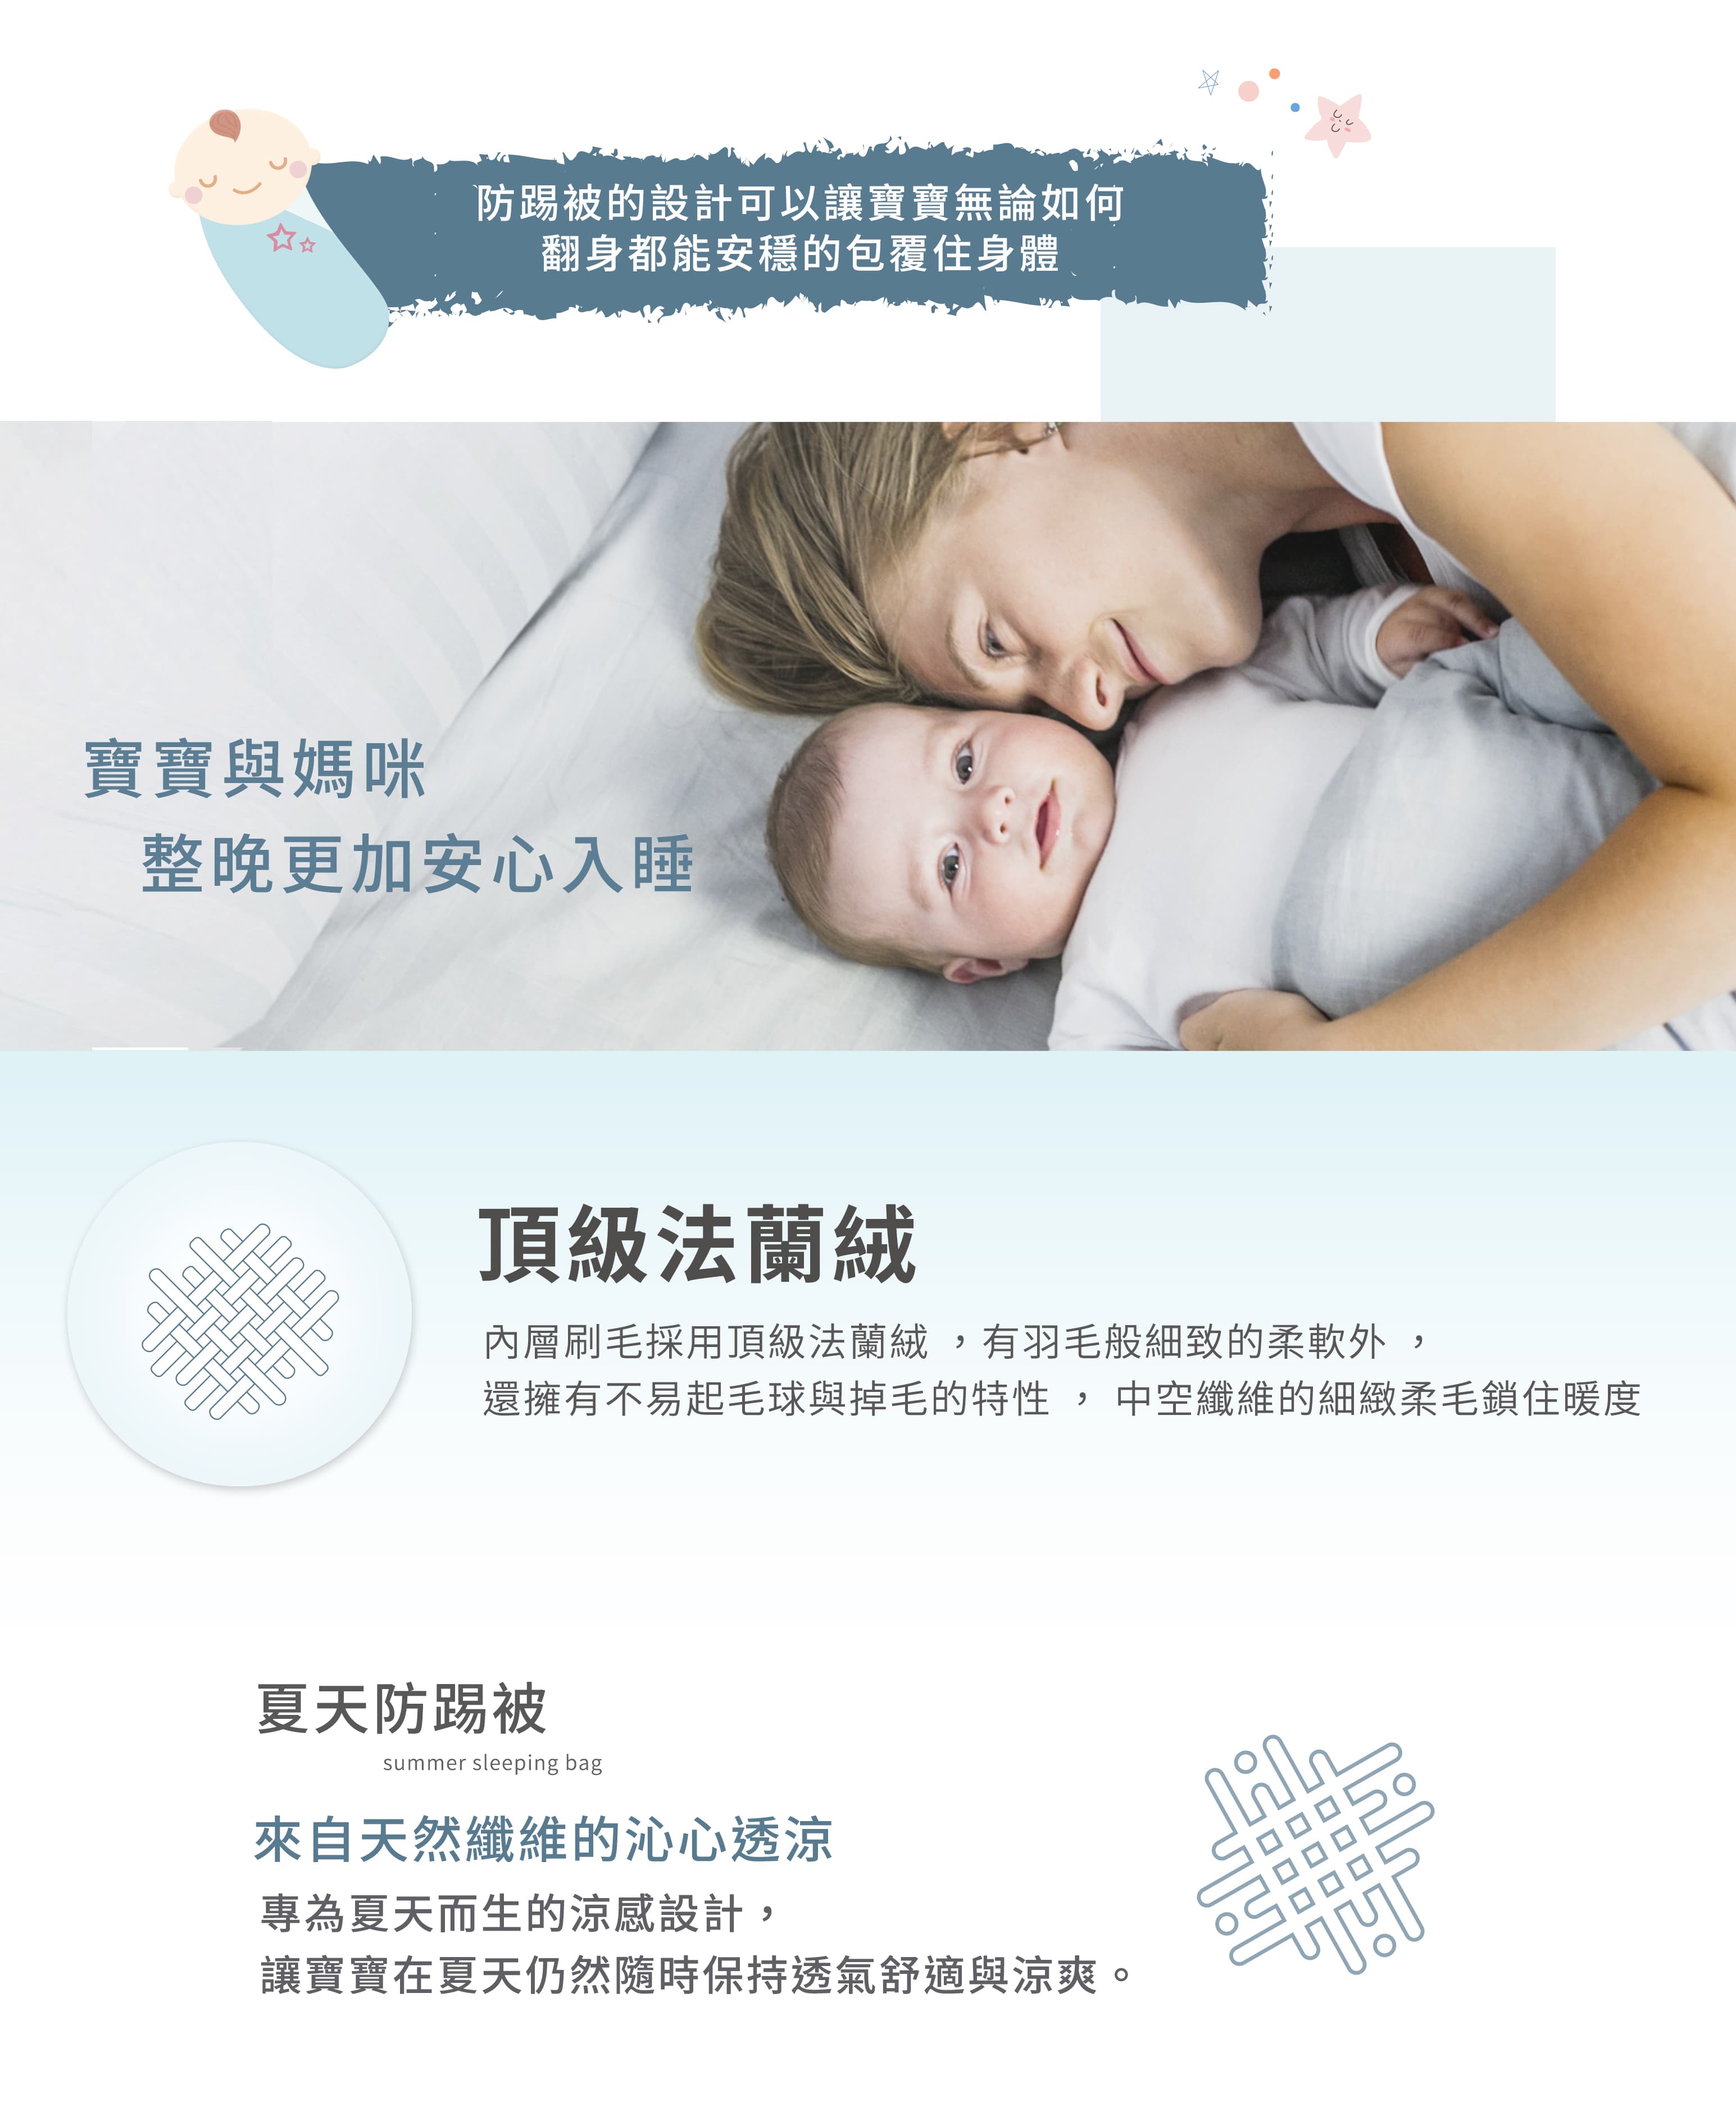 防踢被的設計可以讓寶寶無論如何
翻身都能安穩的包覆住身體
寶寶與媽咪
整晚更加安心入睡
頂級法蘭絨
內層刷毛採用頂級法蘭絨 ，有羽毛般細致的柔軟外 ，
還擁有不易起毛球與掉毛的特性 ， 中空纖維的細緻柔毛鎖住暖度
夏天防踢被
summer sleeping bag
來自天然纖維的沁心透涼
專為夏天而生的涼感設計，
讓寶寶在夏天仍然隨時保持透氣舒適與涼爽。